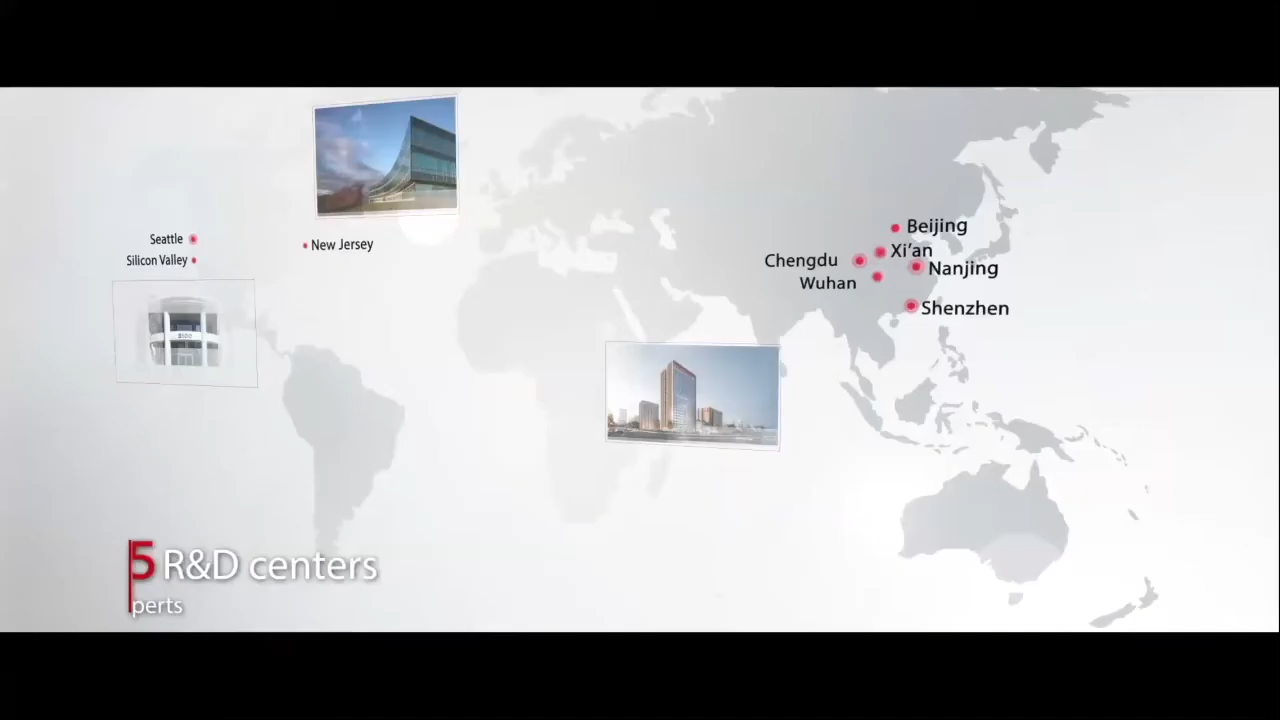 Seattle
Silicon Valley
New Jersey
Beijing
Xi'an
Chengdu
Nanjing
Wuhan
Shenzhen
5 R&D centers
perts